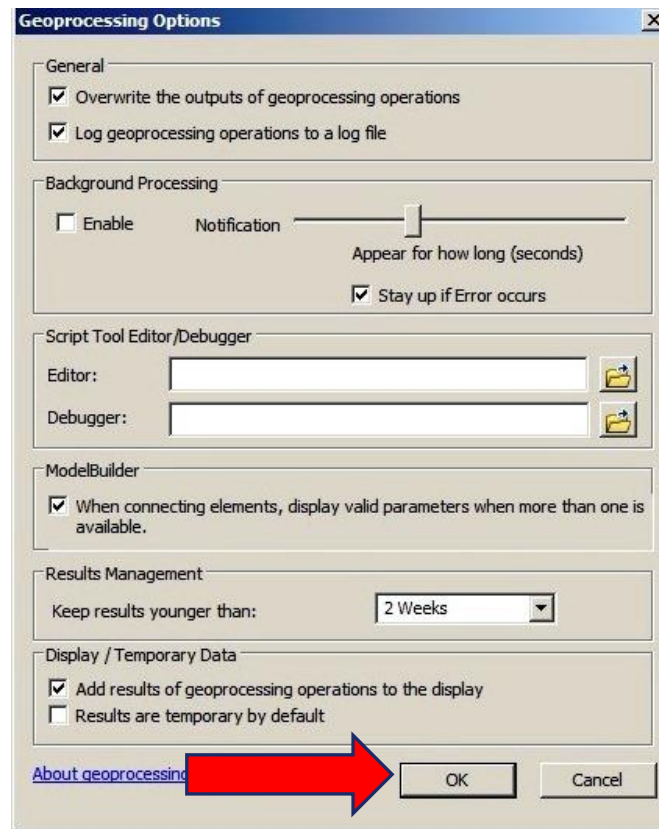 Geoprocessing Options
General
Overwrite the outputs of geoprocessing operations
Log geoprocessing operations to a log file
Background Processing
Enable
Notification
Appear for how long (seconds)
Stay up if Error occurs
Script Tool Editor/Debugger
Editor:
Debugger:
ModelBuilder
When connecting elements, display valid parameters when more than one is
available.
Results Management
Keep results younger than:
2 Weeks
Display / Temporary Data
Add results of geoprocessing operations to the display
Results are temporary by default
About geoprocessing
OK
Cancel